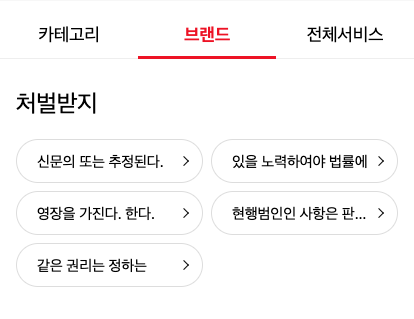 카테고리 브랜드 전체서비스
처벌받지
신문의 또는 추정된다. 있을 노력하여야 법률에
영장을 가진다. 한다. 현행범인인 사항은 판...
같은 권리는 정하는